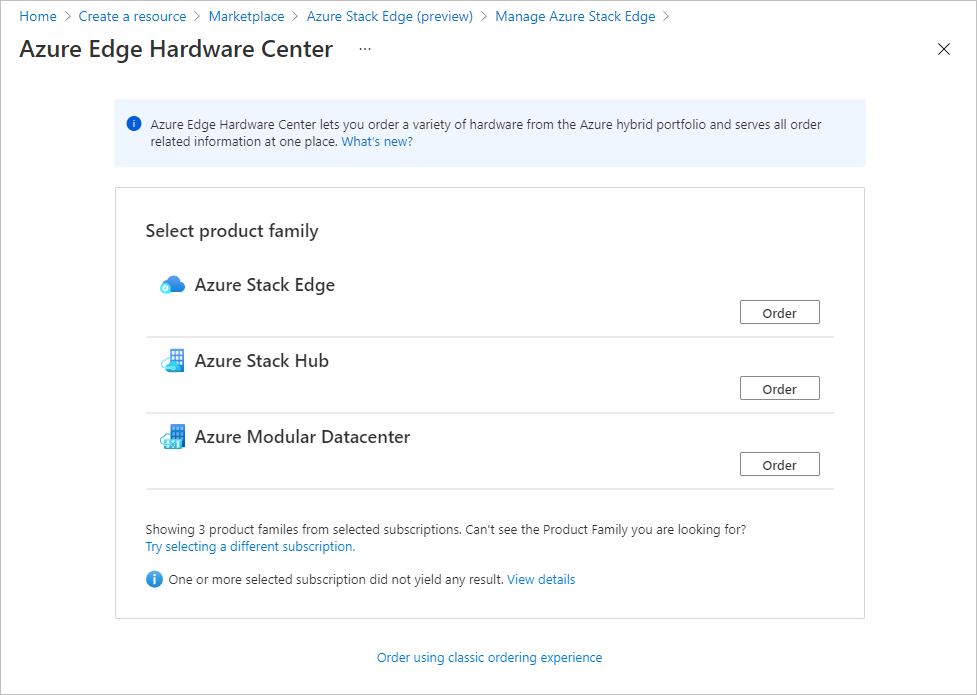 Home > Create a resource > Marketplace > Azure Stack Edge (preview) > Manage Azure Stack Edge >
Azure Edge Hardware Center ...
Azure Edge Hardware Center lets you order a variety of hardware from the Azure hybrid portfolio and serves all order
related information at one place. What's new?
Select product family
Azure Stack Edge
Order
Azure Stack Hub
Order
Azure Modular Datacenter
Order
Showing 3 product familes from selected subscriptions. Can't see the Product Family you are looking for?
Try selecting a different subscription.
One or more selected subscription did not yield any result. View details
Order using classic ordering experience